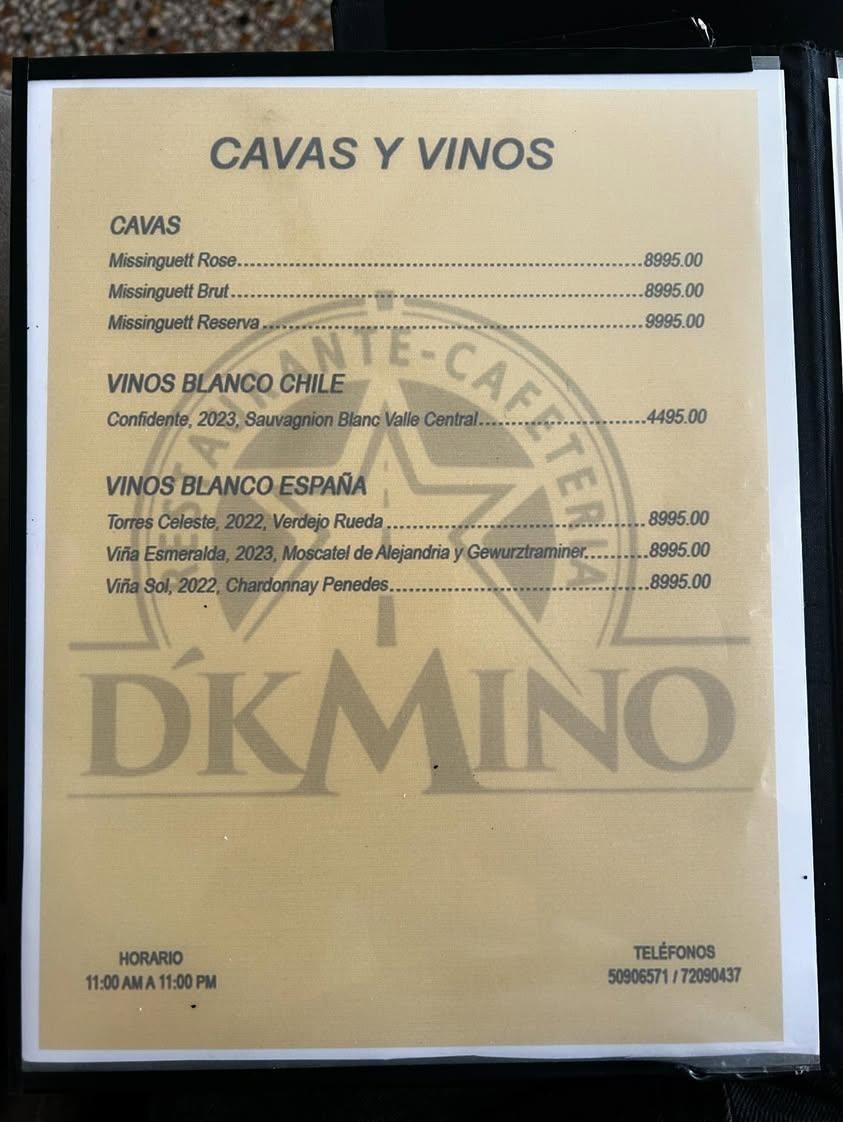 CAVAS Y VINOS
CAVAS
Missinguett Rose........................................................................8995.00
Missinguett Brut........................................................................8995.00
Missinguett Reserva....................................................................9995.00
VINOS BLANCO CHILE
Confidente, 2023, Sauvagnion Blanc Valle Central..............................4495.00
VINOS BLANCO ESPAÑA
Torres Celeste, 2022, Verdejo Rueda..............................................8995.00
Viña Esmeralda, 2023, Moscatel de Alejandria y Gewurztraminer...........8995.00
Viña Sol, 2022, Chardonnay Penedes..............................................8995.00
RESTAURANTE-CAFETERIA
D´KMINO
HORARIO
11:00 AM A 11:00 PM
TELÉFONOS
50906571 / 72090437